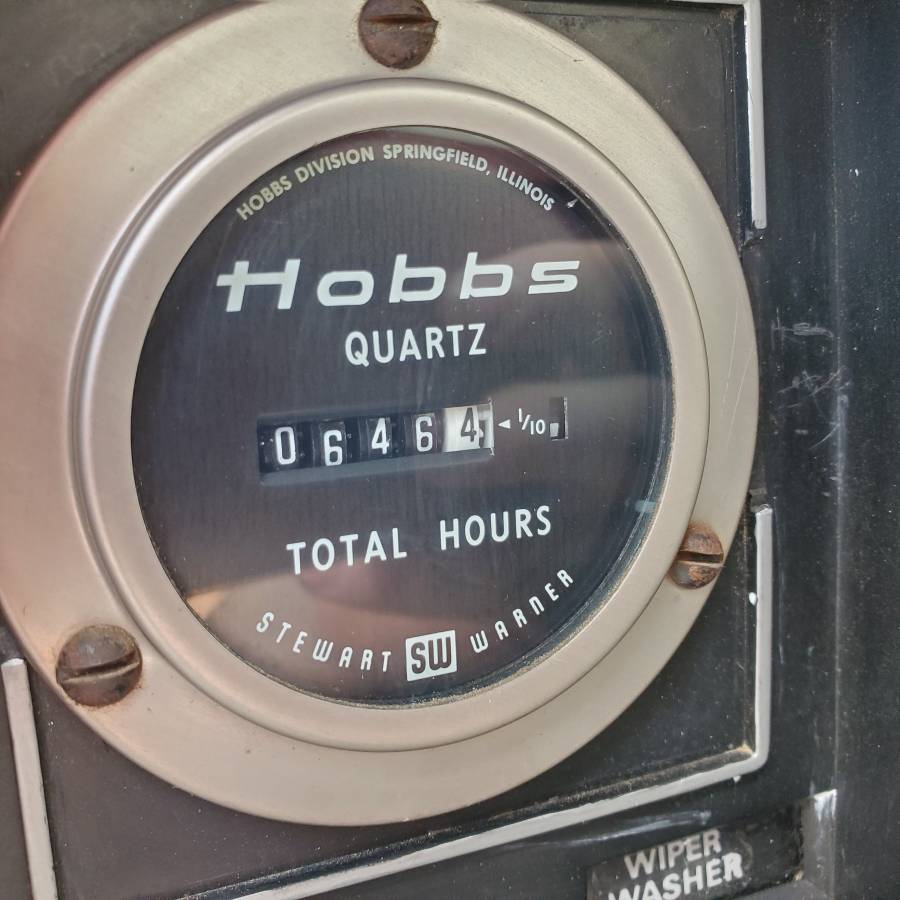 HOBBS DIVISION SPRINGFIELD, ILLINOIS
Hobbs
QUARTZ
06464 ◄ 1/10
TOTAL HOURS
STEWART SW WARNER
WIPER
WASHER